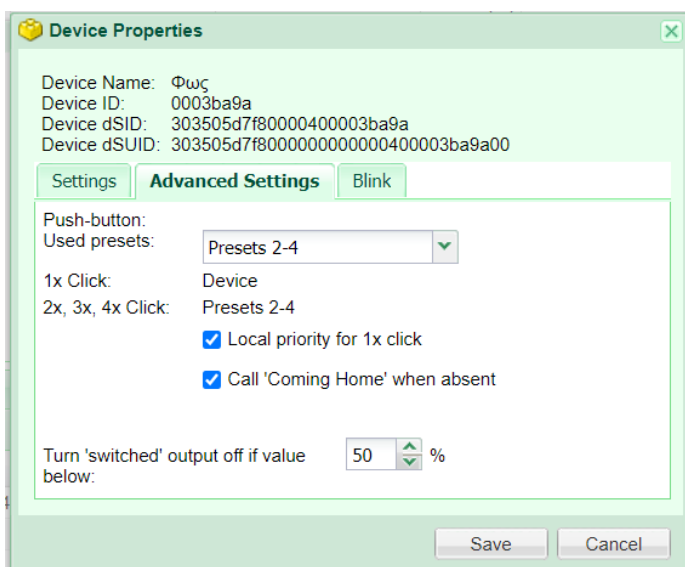 Device Properties
Device Name: Φως
Device ID: 0003ba9a
Device dSID: 303505d7f80000400003ba9a
Device dSUID: 303505d7f8000000000000400003ba9a00
Settings Advanced Settings Blink
Push-button:
Used presets: Presets 2-4
1x Click: Device
2x, 3x, 4x Click: Presets 2-4
Local priority for 1x click
Call 'Coming Home' when absent
Turn 'switched' output off if value 50 %
below:
Save Cancel